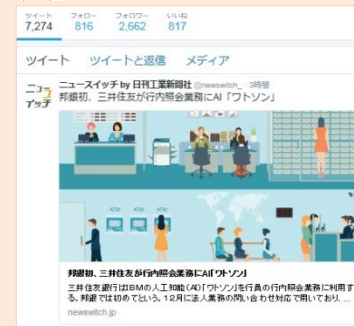 ツイート フォロー フォロワー いいね
7,274 816 2,662 817
ツイート ツイートと返信 メディア
ニュースイッチ by 日刊工業新聞社 @newswitch_ · 3時間
邦銀初、三井住友が行内照会業務にAI「ワトソン」
ニュー
スイッチ
ATM ATM ATM
邦銀初、三井住友が行内照会業務にAI「ワトソン」
三井住友銀行はIBMの人工知能(AI)「ワトソン」を行員の行内照会業務に利用す
る。邦銀では初めてという。12月に法人業務の問い合わせ対応で用いており、...
newswitch.jp